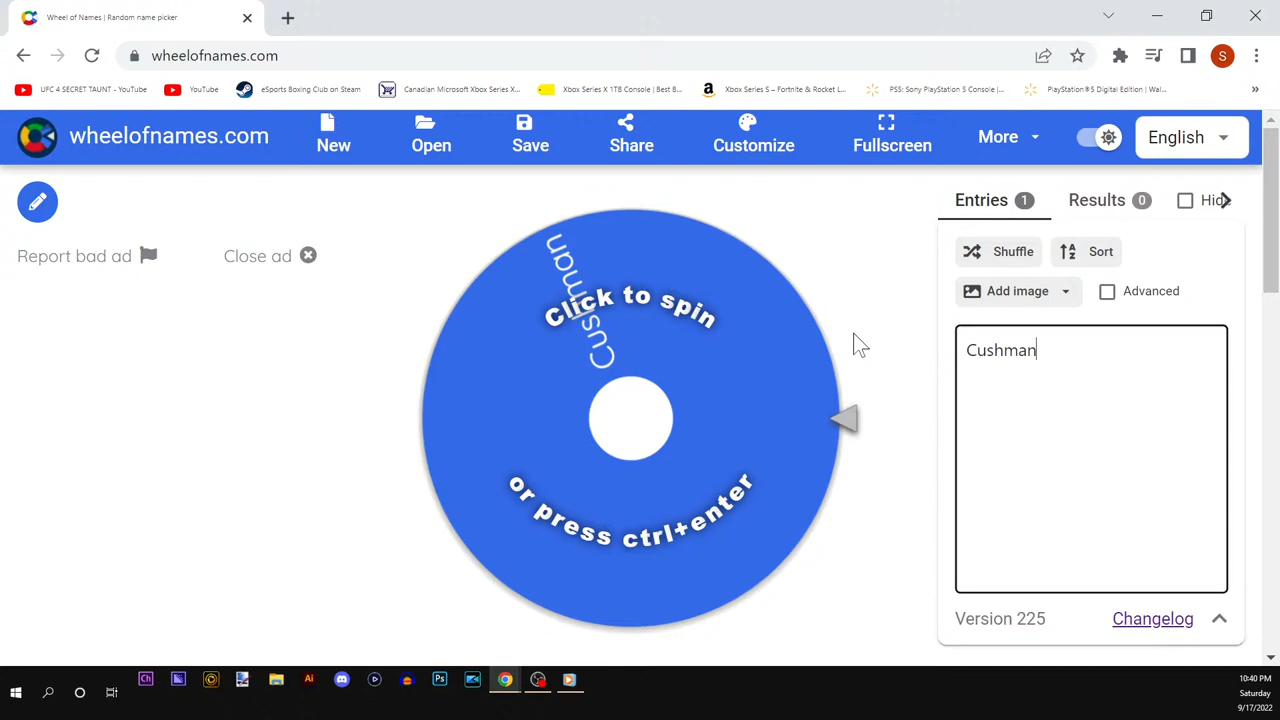 Wheel of Names | Random name picker
wheelofnames.com
S
UFC 4 SECRET TAUNT - YouTube
YouTube
eSports Boxing Club on Steam
Canadian Microsoft Xbox Series X...
Xbox Series X 1TB Console | Best B...
Xbox Series S – Fortnite & Rocket L...
PS5: Sony PlayStation 5 Console |...
PlayStation®5 Digital Edition | Wal...
»
wheelofnames.com
New
Open
Save
Share
Customize
Fullscreen
More
English
Report bad ad
Close ad
Cushman
Click to spin
or press ctrl+enter
Entries 1
Results 0
Hide
Shuffle
Sort
Add image
Advanced
Cushman
Version 225
Changelog
Ch
Ai
Ps
10:40 PM
Saturday
9/17/2022